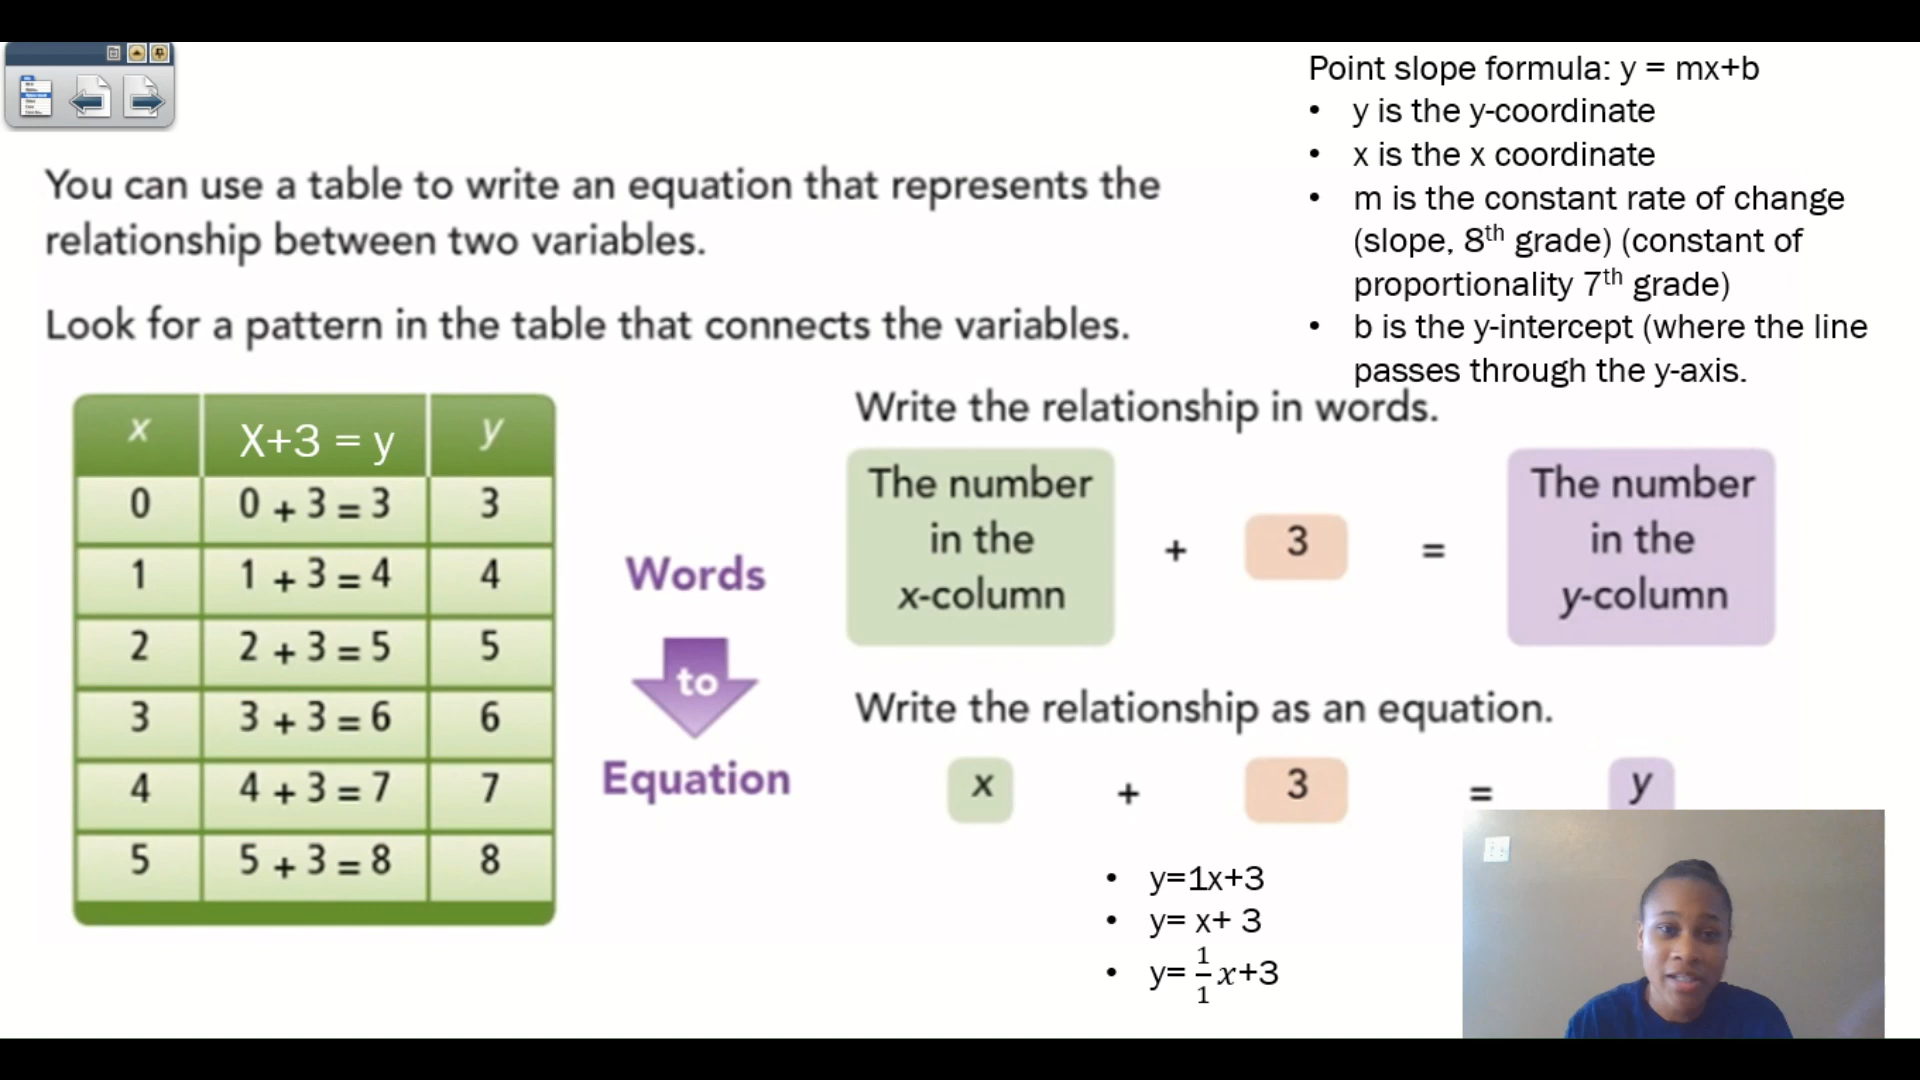 Point slope formula: y = mx+b
• y is the y-coordinate
• x is the x coordinate
• m is the constant rate of change
(slope, 8th grade) (constant of
proportionality 7th grade)
• b is the y-intercept (where the line
passes through the y-axis.
You can use a table to write an equation that represents the
relationship between two variables.
Look for a pattern in the table that connects the variables.
x X+3 = y y
0 0 + 3 = 3 3
1 1 + 3 = 4 4
2 2 + 3 = 5 5
3 3 + 3 = 6 6
4 4 + 3 = 7 7
5 5 + 3 = 8 8
Words
to
Equation
Write the relationship in words.
The number
in the
x-column
+
3
=
The number
in the
y-column
Write the relationship as an equation.
x + 3 = y
• y=1x+3
• y= x+ 3
• y= 1/1 x+3